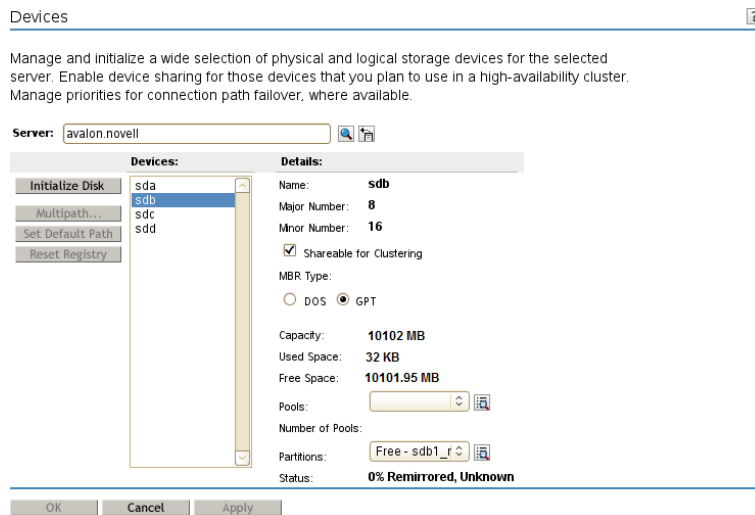 Devices
?
Manage and initialize a wide selection of physical and logical storage devices for the selected
server. Enable device sharing for those devices that you plan to use in a high-availability cluster.
Manage priorities for connection path failover, where available.
Server: avalon.novell
Devices: Details:
Initialize Disk
Multipath...
Set Default Path
Reset Registry
sda
sdb
sdc
sdd
Name: sdb
Major Number: 8
Minor Number: 16
Shareable for Clustering
MBR Type:
DOS GPT
Capacity: 10102 MB
Used Space: 32 KB
Free Space: 10101.95 MB
Pools:
Number of Pools:
Partitions: Free - sdb1_
Status: 0% Remirrored, Unknown
OK Cancel Apply